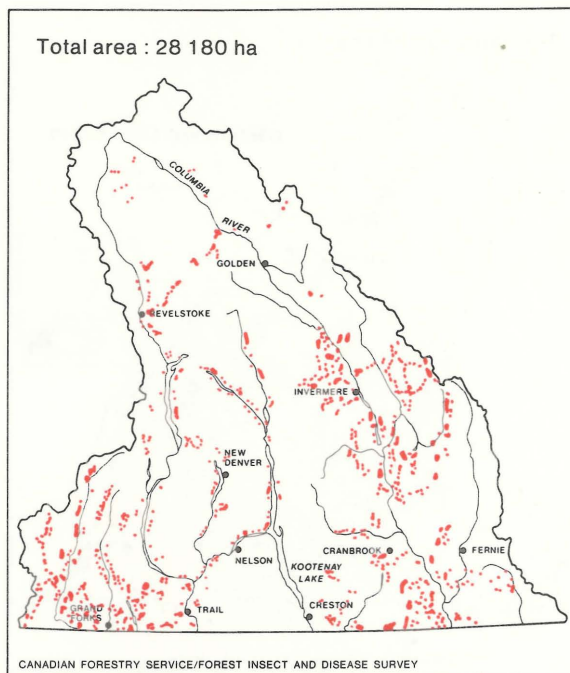 Total area : 28 180 ha
COLUMBIA
RIVER
GOLDEN
EVELSTOKE
INVERMERE
NEW
DENVER
NELSON
KOOTENAY
LAKE
CRANBROOK
FERNIE
GRAND
FORKS
TRAIL
CRESTON
CANADIAN FORESTRY SERVICE/FOREST INSECT AND DISEASE SURVEY